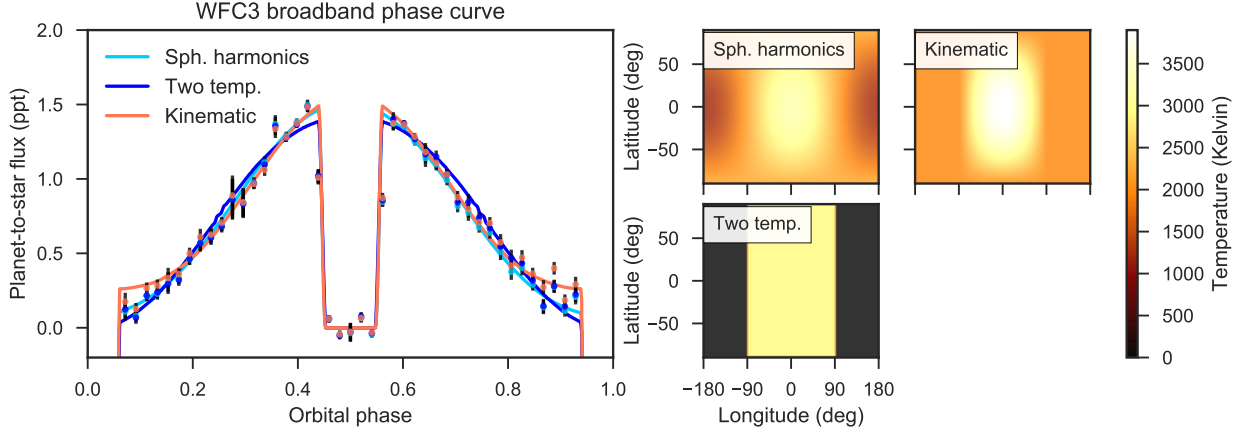 WFC3 broadband phase curve
Sph. harmonics
Two temp.
Kinematic
Planet-to-star flux (ppt)
2.0
1.5
1.0
0.5
0.0
0.0 0.2 0.4 0.6 0.8 1.0
Orbital phase
Sph. harmonics
Latitude (deg)
50
0
−50
Kinematic
Two temp.
Latitude (deg)
50
0
−50
−180 −90 0 90 180
Longitude (deg)
3500
3000
2500
2000
1500
1000
500
0
Temperature (Kelvin)